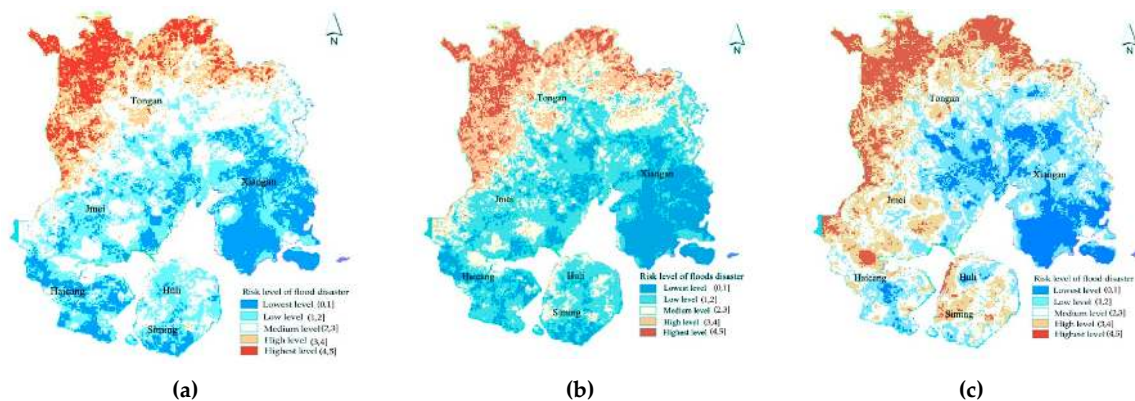 N
Tongan
Xiangan
Jmei
Haicang
Huli
Siming
Risk level of flood disaster
Lowest level (0,1]
Low level (1,2]
Medium level (2,3]
High level (3,4]
Highest level (4,5]
(a)
N
Tongan
Xiangan
Jmei
Haicang
Huli
Siming
Risk level of floods disaster
Lowest level (0,1]
Low level (1,2]
Medium level (2,3]
High level (3,4]
Highest level (4,5]
(b)
N
Tongan
Xiangan
Jmei
Haicang
Huli
Siming
Risk level of flood disaster
Lowest level (0,1]
Low level (1,2]
Medium level (2,3]
High level (3,4]
Highest level (4,5]
(c)